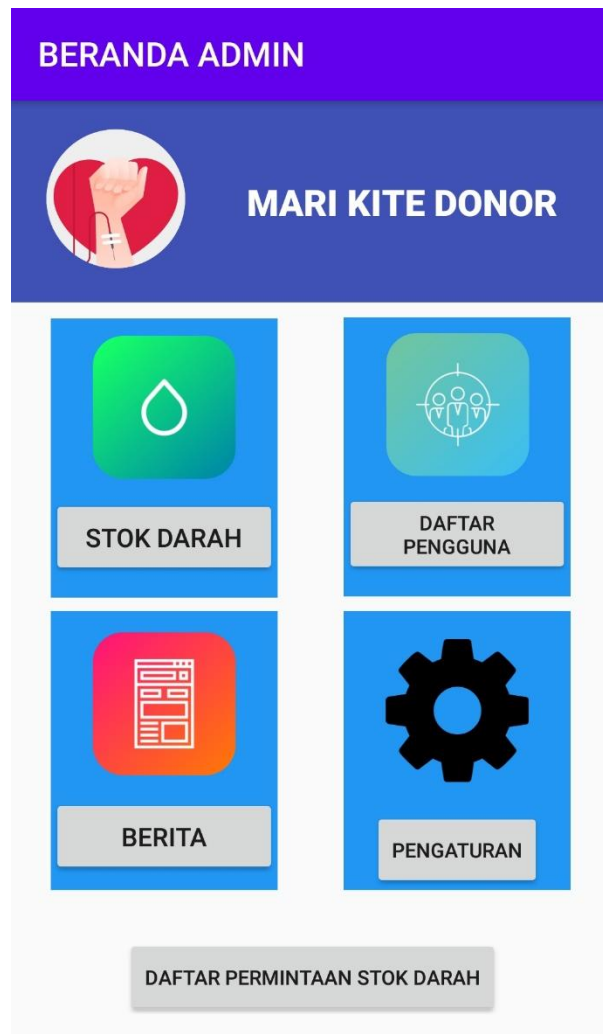 BERANDA ADMIN
MARI KITE DONOR
STOK DARAH
DAFTAR
PENGGUNA
BERITA
PENGATURAN
DAFTAR PERMINTAAN STOK DARAH